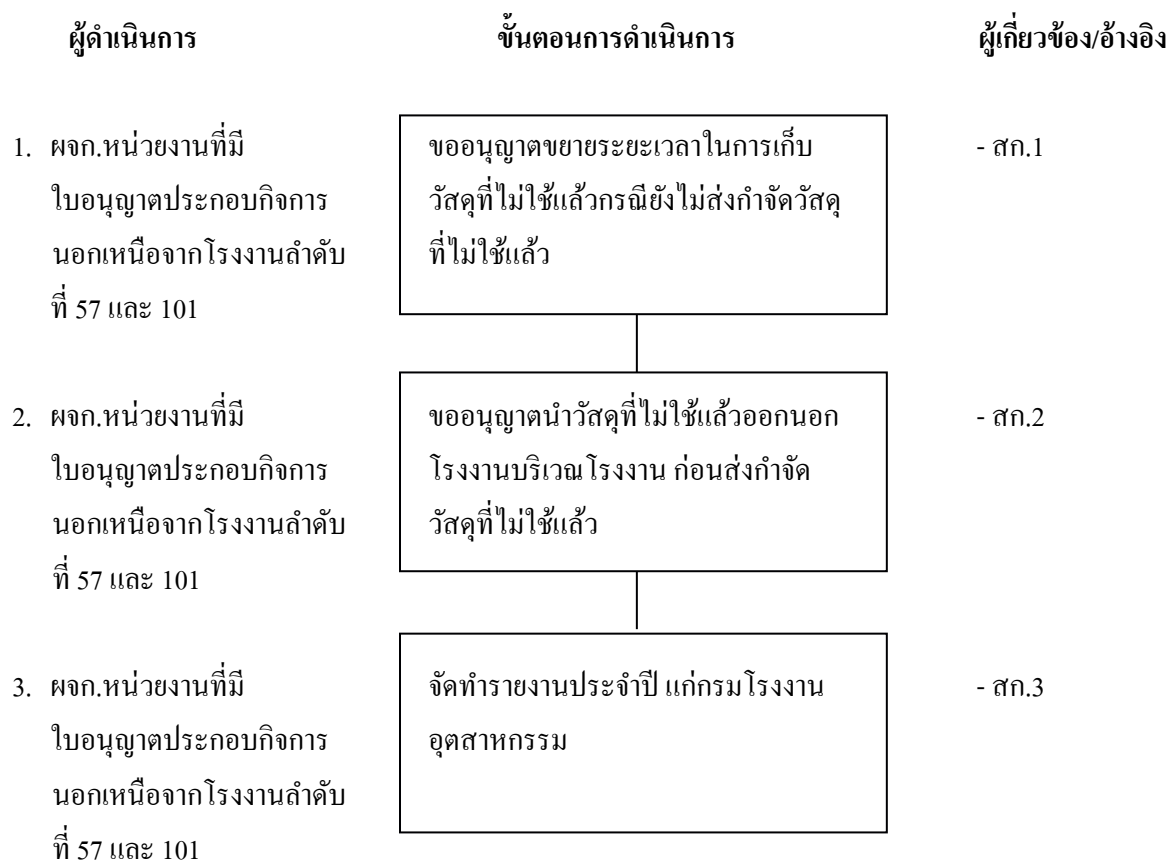 ผู้ดำเนินการ ขั้นตอนการดำเนินการ ผู้เกี่ยวข้อง/อ้างอิง
1. ผจก.หน่วยงานที่มี
ใบอนุญาตประกอบกิจการ
นอกเหนือจากโรงงานลำดับ
ที่ 57 และ 101
ขออนุญาตขยายระยะเวลาในการเก็บ
วัสดุที่ไม่ใช้แล้วกรณียังไม่ส่งกำจัดวัสดุ
ที่ไม่ใช้แล้ว
- สก.1
2. ผจก.หน่วยงานที่มี
ใบอนุญาตประกอบกิจการ
นอกเหนือจากโรงงานลำดับ
ที่ 57 และ 101
ขออนุญาตนำวัสดุที่ไม่ใช้แล้วออกนอก
โรงงานบริเวณโรงงาน ก่อนส่งกำจัด
วัสดุที่ไม่ใช้แล้ว
- สก.2
3. ผจก.หน่วยงานที่มี
ใบอนุญาตประกอบกิจการ
นอกเหนือจากโรงงานลำดับ
ที่ 57 และ 101
จัดทำรายงานประจำปี แก่กรมโรงงาน
อุตสาหกรรม
- สก.3